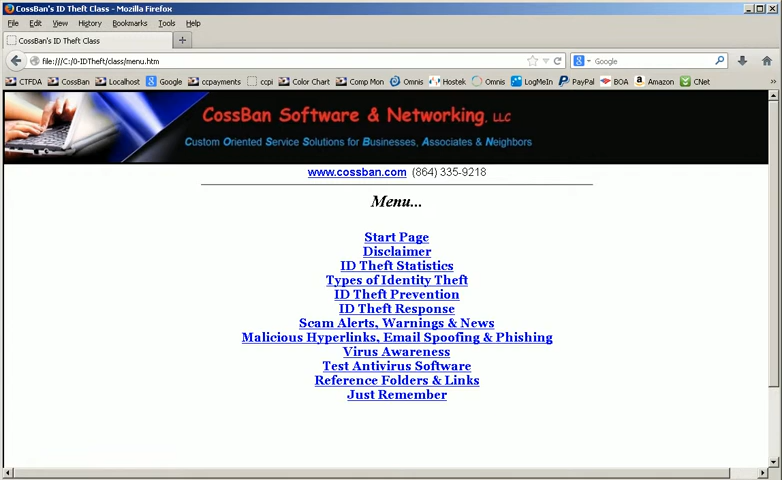 CossBan's ID Theft Class - Mozilla Firefox
File Edit View History Bookmarks Tools Help
CossBan's ID Theft Class
file:///C:/0-IDTheft/class/menu.htm Google
CTFDA CossBan Localhost Google ccpayments ccpi Color Chart Comp Mon Omnis Hostek Omnis LogMeIn PayPal BOA Amazon CNet
CossBan Software & Networking, LLC
Custom Oriented Service Solutions for Businesses, Associates & Neighbors
www.cossban.com (864) 335-9218
Menu...
Start Page
Disclaimer
ID Theft Statistics
Types of Identity Theft
ID Theft Prevention
ID Theft Response
Scam Alerts, Warnings & News
Malicious Hyperlinks, Email Spoofing & Phishing
Virus Awareness
Test Antivirus Software
Reference Folders & Links
Just Remember